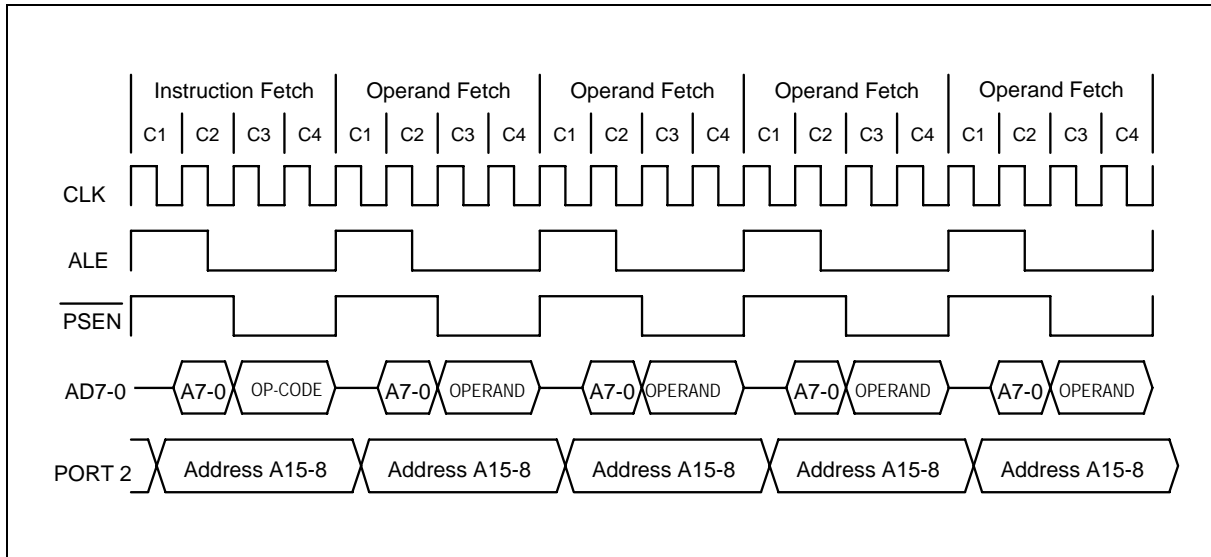 Instruction Fetch Operand Fetch Operand Fetch Operand Fetch Operand Fetch
C1 C2 C3 C4 C1 C2 C3 C4 C1 C2 C3 C4 C1 C2 C3 C4 C1 C2 C3 C4
CLK
ALE
PSEN
AD7-0 A7-0 OP-CODE A7-0 OPERAND A7-0 OPERAND A7-0 OPERAND A7-0 OPERAND
PORT 2 Address A15-8 Address A15-8 Address A15-8 Address A15-8 Address A15-8